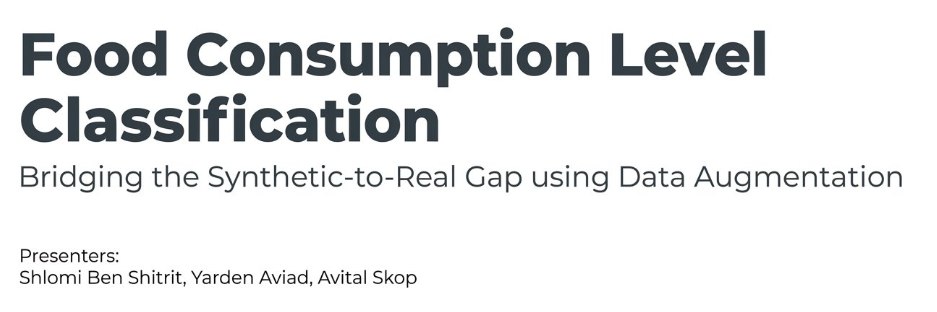 Food Consumption Level
Classification
Bridging the Synthetic-to-Real Gap using Data Augmentation
Presenters:
Shlomi Ben Shitrit, Yarden Aviad, Avital Skop